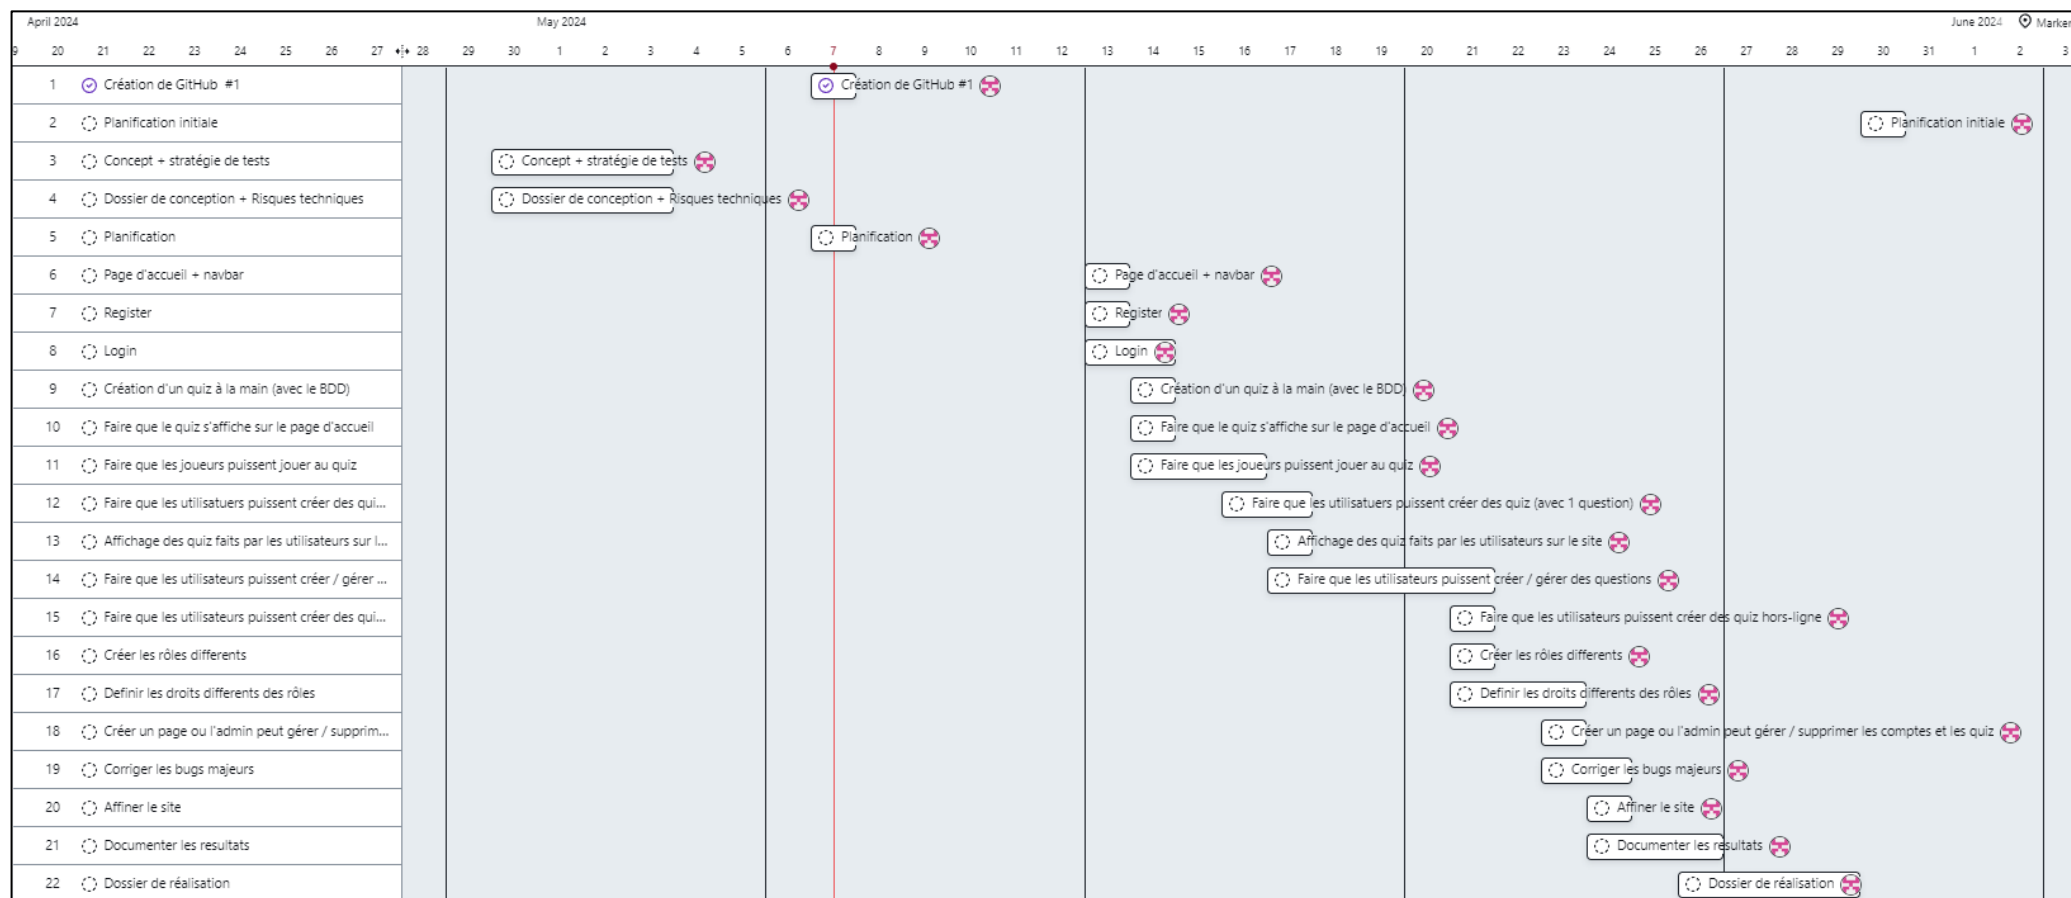 April 2024 May 2024 June 2024 Marker
9 20 21 22 23 24 25 26 27 28 29 30 1 2 3 4 5 6 7 8 9 10 11 12 13 14 15 16 17 18 19 20 21 22 23 24 25 26 27 28 29 30 31 1 2 3
1 Création de GitHub #1 Création de GitHub #1
2 Planification initiale Planification initiale
3 Concept + stratégie de tests Concept + stratégie de tests
4 Dossier de conception + Risques techniques Dossier de conception + Risques techniques
5 Planification Planification
6 Page d'accueil + navbar Page d'accueil + navbar
7 Register Register
8 Login Login
9 Création d'un quiz à la main (avec le BDD) Création d'un quiz à la main (avec le BDD)
10 Faire que le quiz s'affiche sur le page d'accueil Faire que le quiz s'affiche sur le page d'accueil
11 Faire que les joueurs puissent jouer au quiz Faire que les joueurs puissent jouer au quiz
12 Faire que les utilisatuers puissent créer des qui... Faire que les utilisatuers puissent créer des quiz (avec 1 question)
13 Affichage des quiz faits par les utilisateurs sur l... Affichage des quiz faits par les utilisateurs sur le site
14 Faire que les utilisateurs puissent créer / gérer ... Faire que les utilisateurs puissent créer / gérer des questions
15 Faire que les utilisateurs puissent créer des qui... Faire que les utilisateurs puissent créer des quiz hors-ligne
16 Créer les rôles differents Créer les rôles differents
17 Definir les droits differents des rôles Definir les droits differents des rôles
18 Créer un page ou l'admin peut gérer / supprim... Créer un page ou l'admin peut gérer / supprimer les comptes et les quiz
19 Corriger les bugs majeurs Corriger les bugs majeurs
20 Affiner le site Affiner le site
21 Documenter les resultats Documenter les resultats
22 Dossier de réalisation Dossier de réalisation